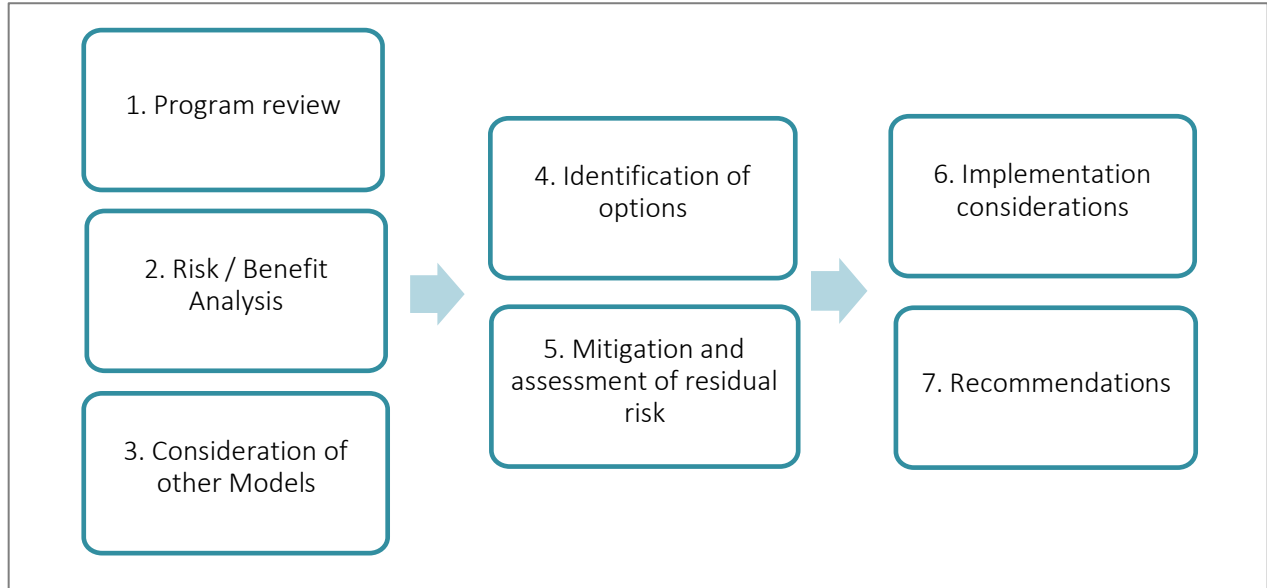 1. Program review
2. Risk / Benefit
Analysis
3. Consideration of
other Models
4. Identification of
options
5. Mitigation and
assessment of residual
risk
6. Implementation
considerations
7. Recommendations